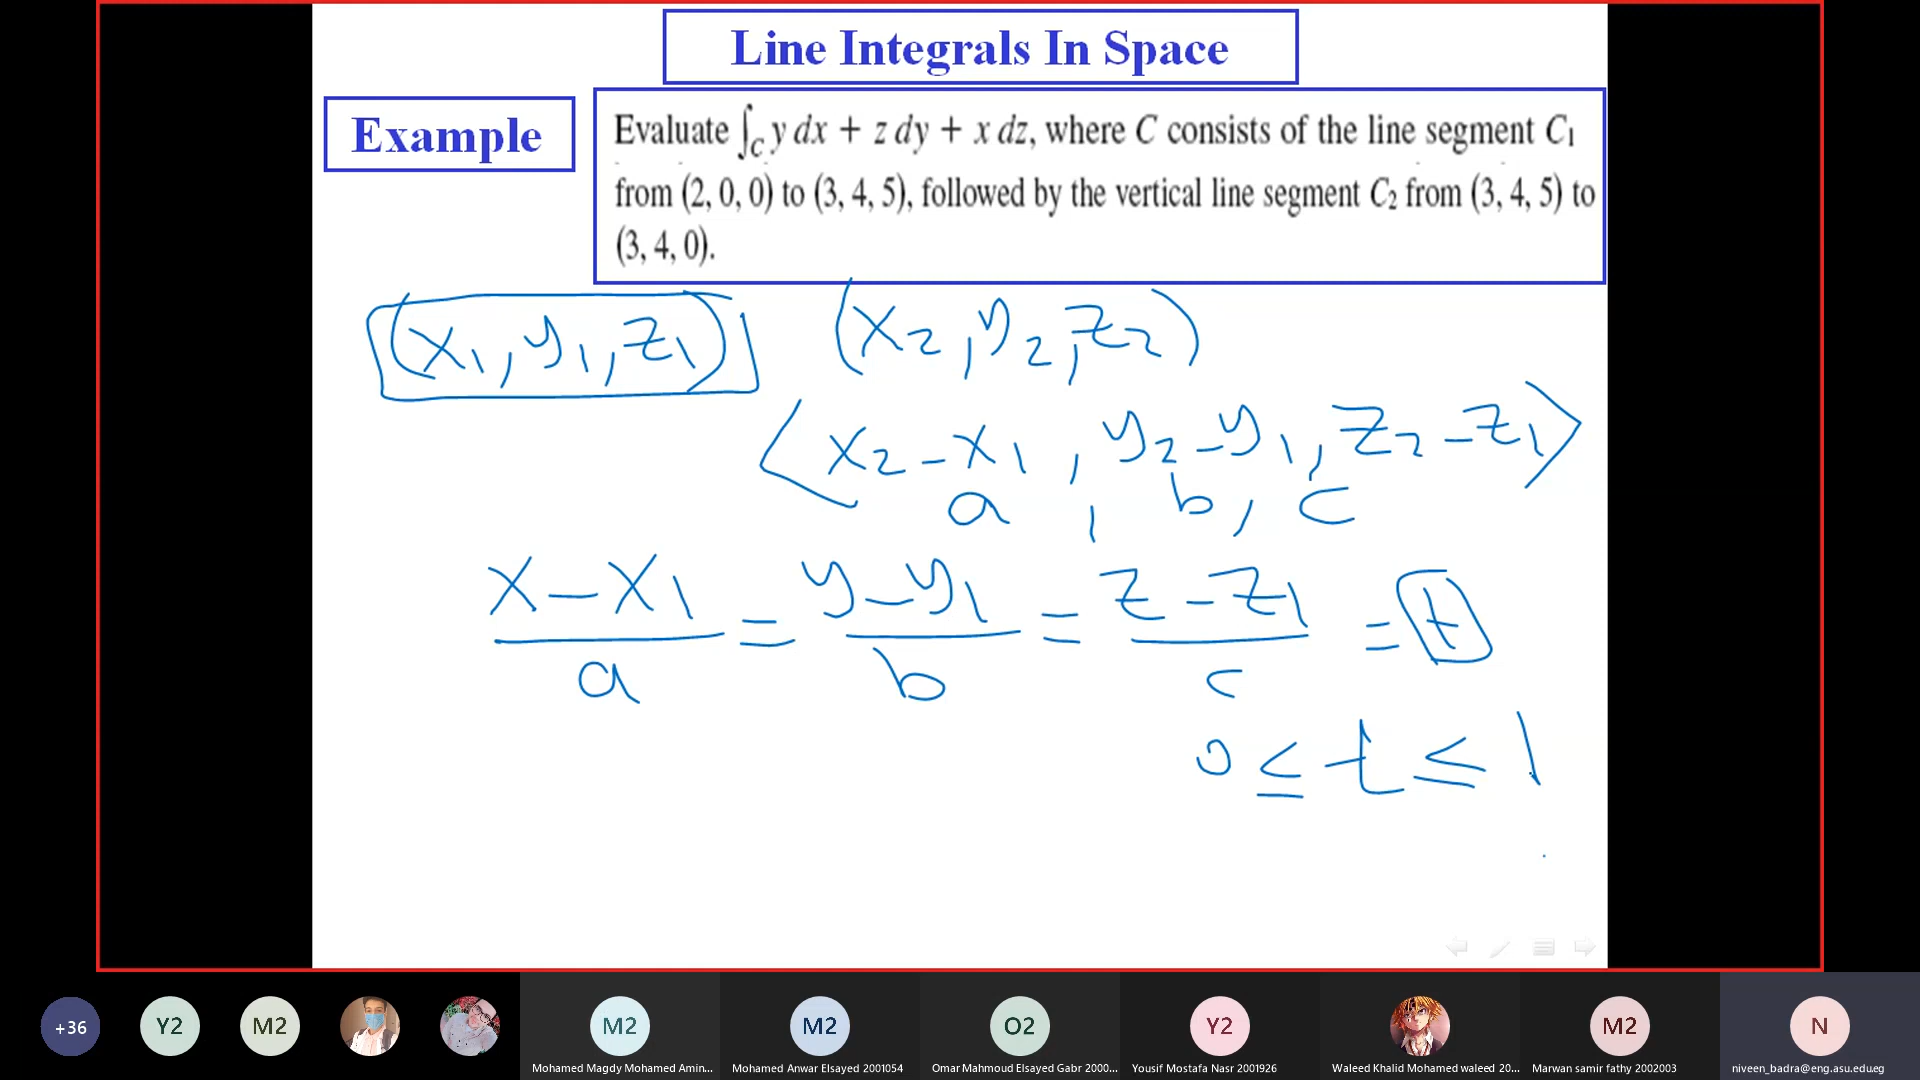 Line Integrals In Space
Example
Evaluate ∫_C y dx + z dy + x dz, where C consists of the line segment C₁
from (2, 0, 0) to (3, 4, 5), followed by the vertical line segment C₂ from (3, 4, 5) to
(3, 4, 0).
(x₁, y₁, z₁) (x₂, y₂, z₂)
⟨x₂ – x₁, y₂ – y₁, z₂ – z₁⟩
a, b, c
(x – x₁)/a = (y – y₁)/b = (z – z₁)/c = t
0 ≤ t ≤ 1
+36
Y2
M2
M2
M2
O2
Y2
M2
N
Mohamed Magdy Mohamed Amin...
Mohamed Anwar Elsayed 2001054
Omar Mahmoud Elsayed Gabr 2000...
Yousif Mostafa Nasr 2001926
Waleed Khalid Mohamed waleed 20...
Marwan samir fathy 2002003
niveen_badra@eng.asu.edu.eg